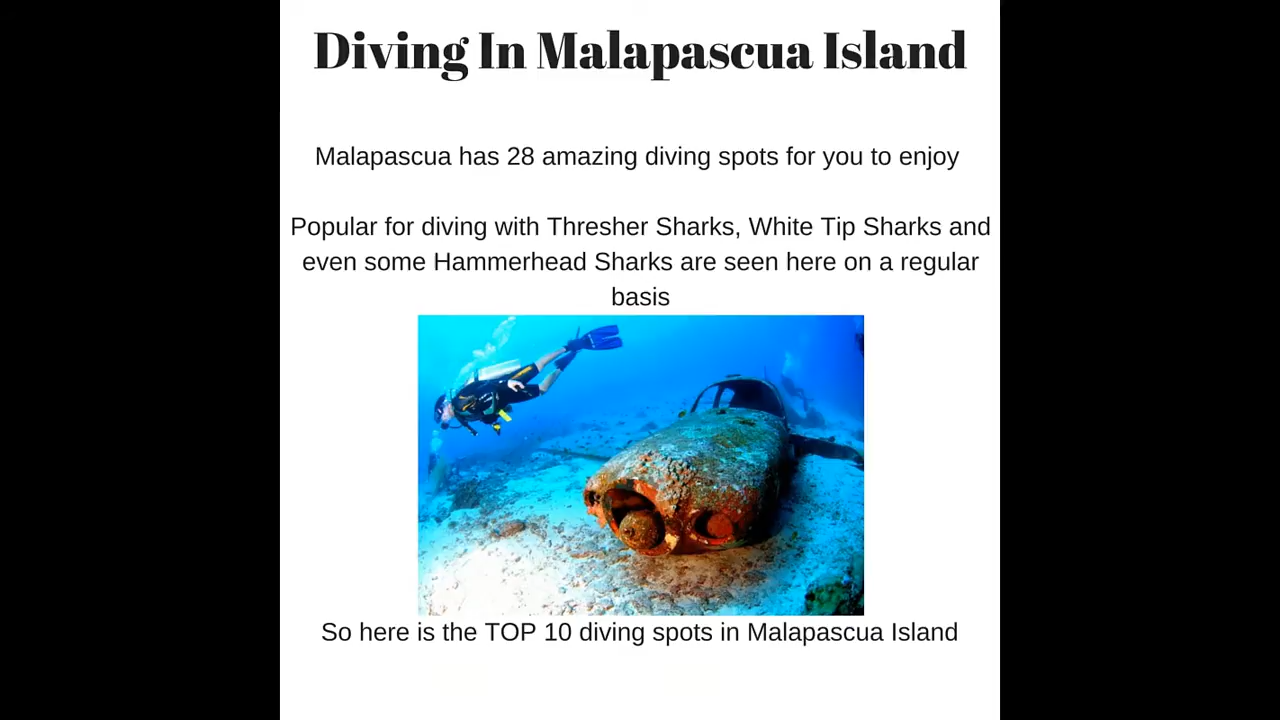 Diving In Malapascua Island
Malapascua has 28 amazing diving spots for you to enjoy
Popular for diving with Thresher Sharks, White Tip Sharks and
even some Hammerhead Sharks are seen here on a regular
basis
So here is the TOP 10 diving spots in Malapascua Island